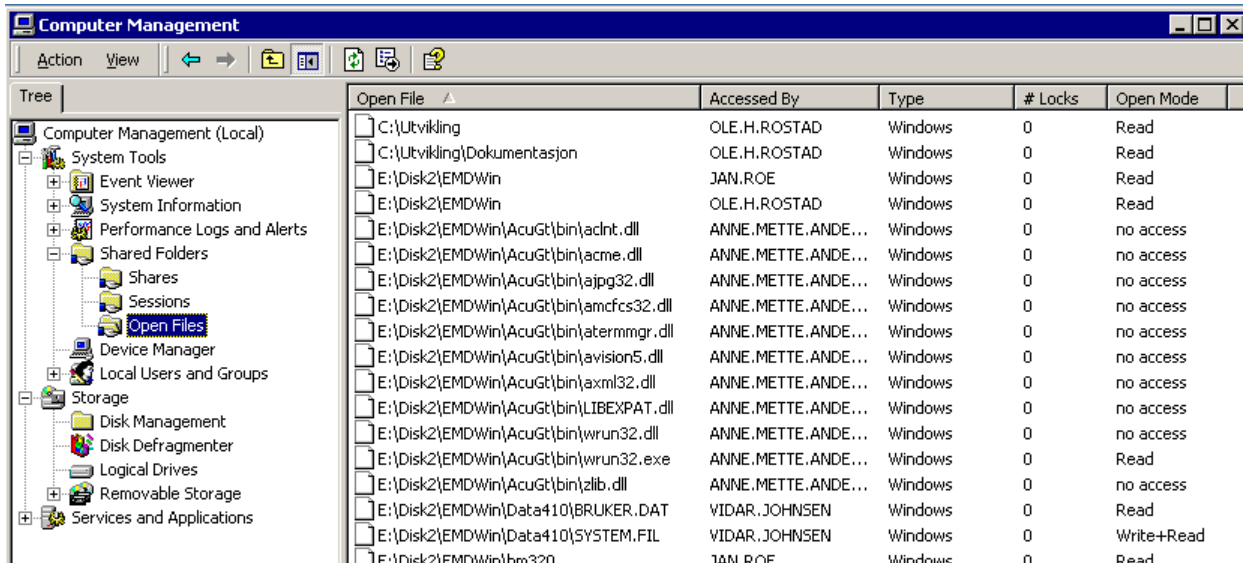 Computer Management
Action View
Tree
Computer Management (Local)
System Tools
Event Viewer
System Information
Performance Logs and Alerts
Shared Folders
Shares
Sessions
Open Files
Device Manager
Local Users and Groups
Storage
Disk Management
Disk Defragmenter
Logical Drives
Removable Storage
Services and Applications
Open File Accessed By Type # Locks Open Mode
C:\Utvikling OLE.H.ROSTAD Windows 0 Read
C:\Utvikling\Dokumentasjon OLE.H.ROSTAD Windows 0 Read
E:\Disk2\EMDWin JAN.ROE Windows 0 Read
E:\Disk2\EMDWin OLE.H.ROSTAD Windows 0 Read
E:\Disk2\EMDWin\AcuGt\bin\aclnt.dll ANNE.METTE.ANDE... Windows 0 no access
E:\Disk2\EMDWin\AcuGt\bin\acme.dll ANNE.METTE.ANDE... Windows 0 no access
E:\Disk2\EMDWin\AcuGt\bin\ajpg32.dll ANNE.METTE.ANDE... Windows 0 no access
E:\Disk2\EMDWin\AcuGt\bin\amcfcs32.dll ANNE.METTE.ANDE... Windows 0 no access
E:\Disk2\EMDWin\AcuGt\bin\atermmgr.dll ANNE.METTE.ANDE... Windows 0 no access
E:\Disk2\EMDWin\AcuGt\bin\avision5.dll ANNE.METTE.ANDE... Windows 0 no access
E:\Disk2\EMDWin\AcuGt\bin\axml32.dll ANNE.METTE.ANDE... Windows 0 no access
E:\Disk2\EMDWin\AcuGt\bin\LIBEXPAT.dll ANNE.METTE.ANDE... Windows 0 no access
E:\Disk2\EMDWin\AcuGt\bin\wrun32.dll ANNE.METTE.ANDE... Windows 0 no access
E:\Disk2\EMDWin\AcuGt\bin\wrun32.exe ANNE.METTE.ANDE... Windows 0 Read
E:\Disk2\EMDWin\AcuGt\bin\zlib.dll ANNE.METTE.ANDE... Windows 0 no access
E:\Disk2\EMDWin\Data410\BRUKER.DAT VIDAR.JOHNSEN Windows 0 Read
E:\Disk2\EMDWin\Data410\SYSTEM.FIL VIDAR.JOHNSEN Windows 0 Write+Read
E:\Disk2\EMDWin\bm320 JAN.ROE Windows 0 Read